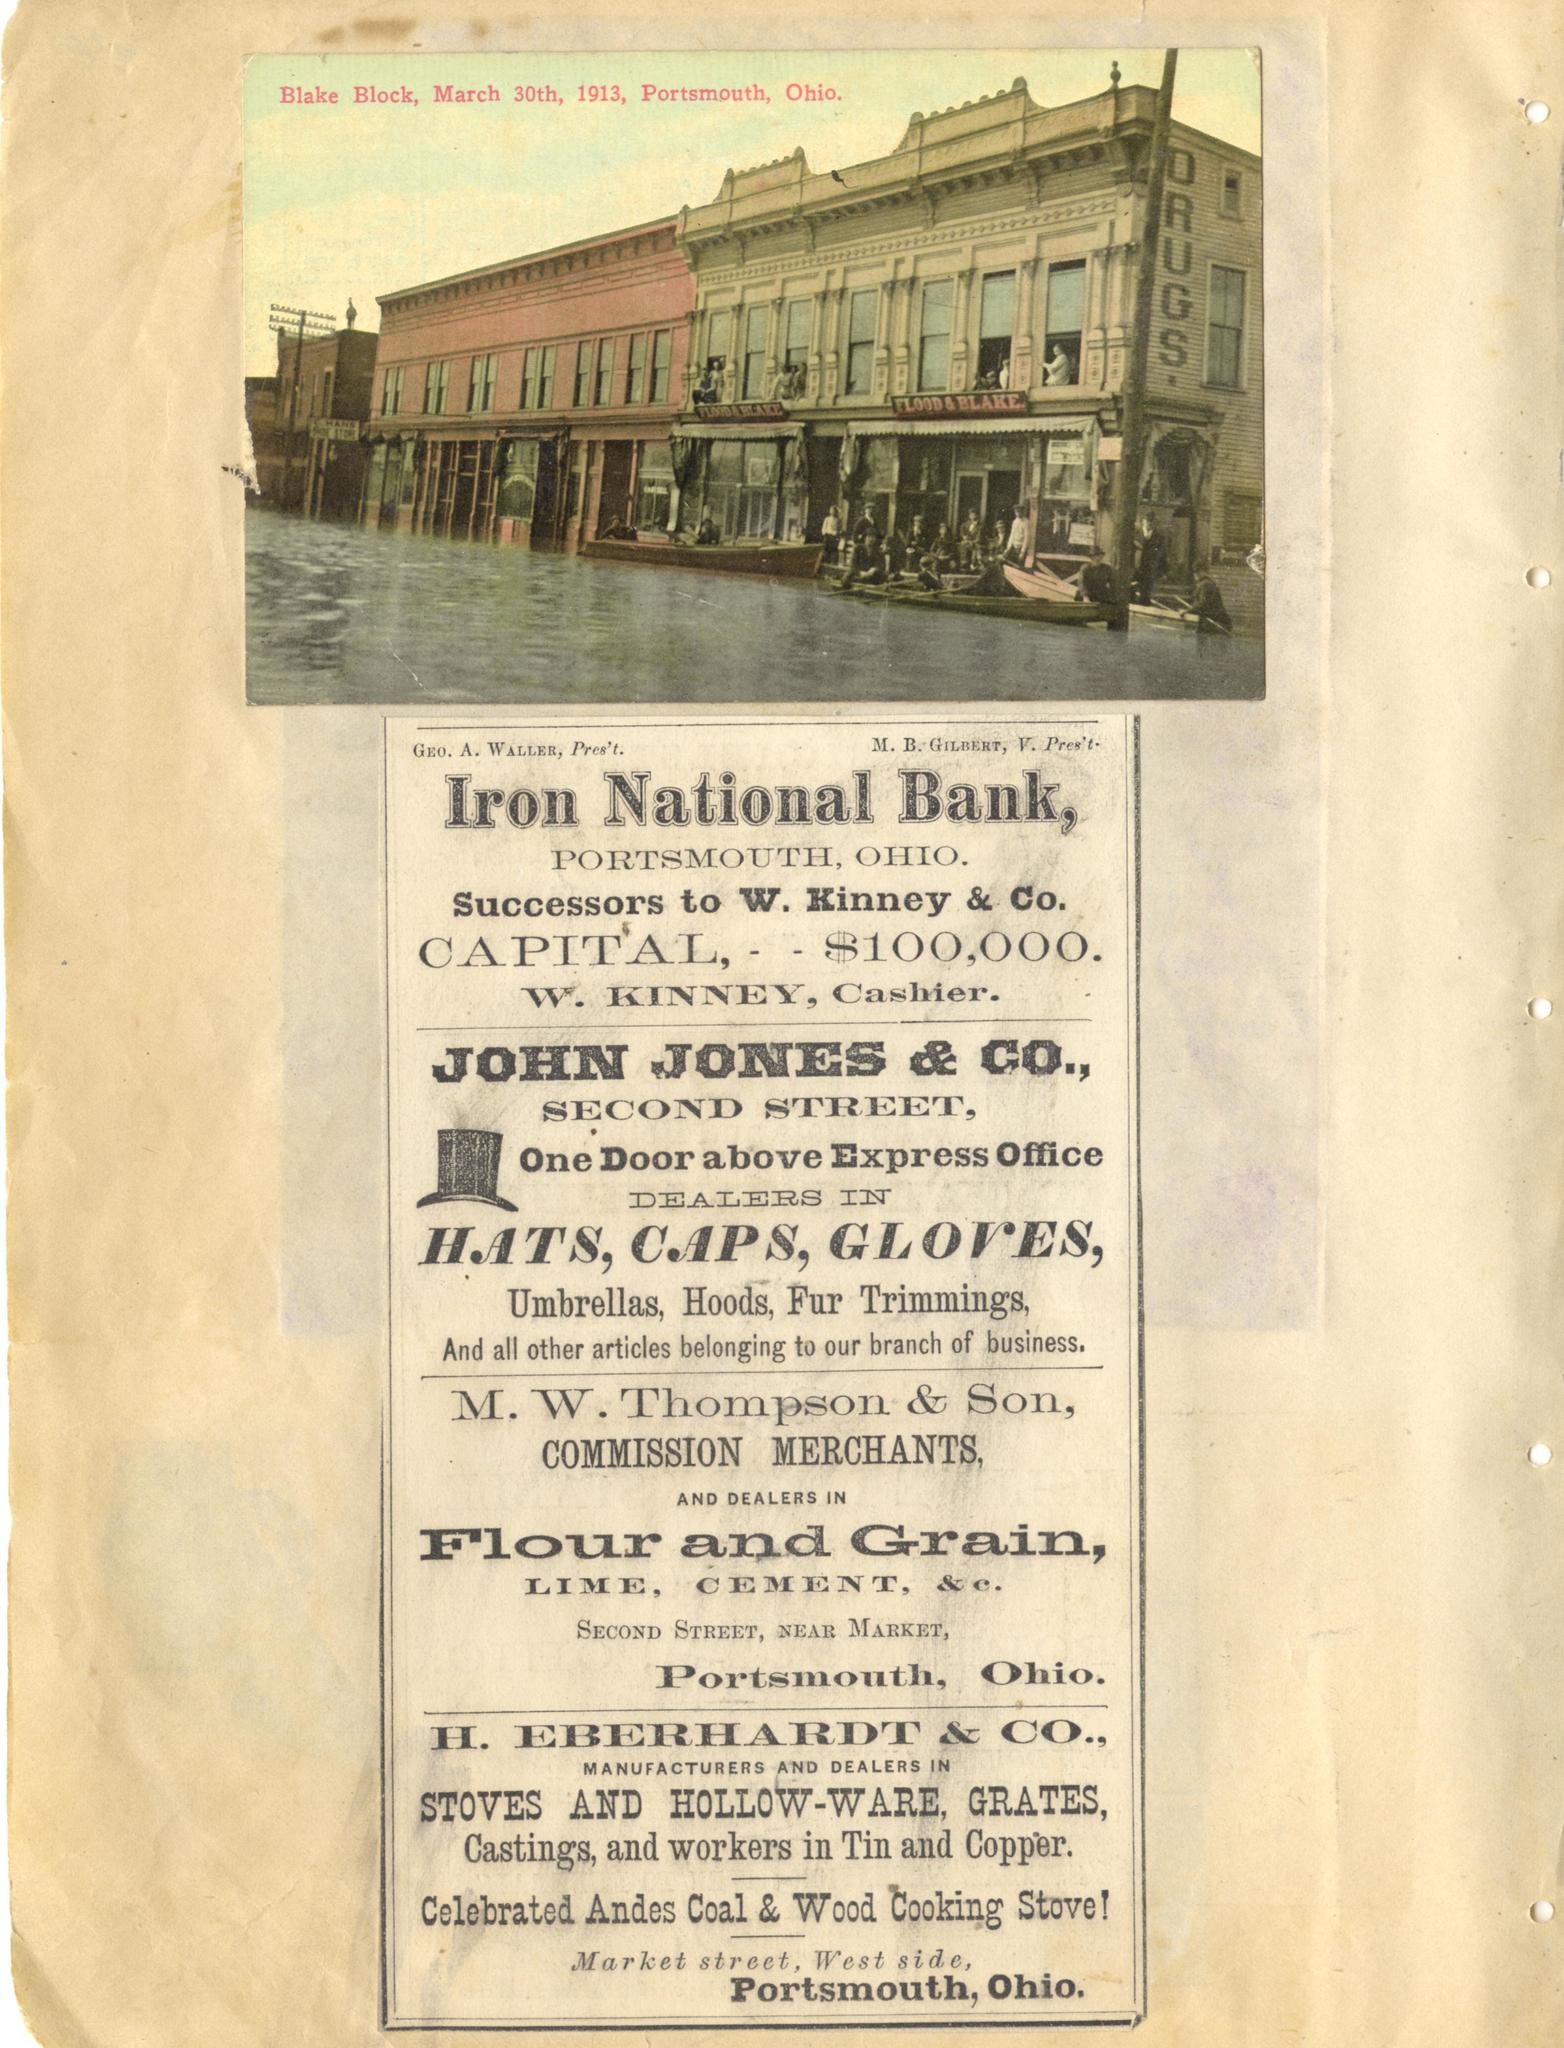 Blake Block, March 30th, 1913, Portsmouth, Ohio.
DRUGS.
FLOOD & BLAKE
FLOOD & BLAKE.
GEO. A. WALLER, Pres't. M. B. GILBERT, V. Pres't.
Iron National Bank,
PORTSMOUTH, OHIO.
Successors to W. Kinney & Co.
CAPITAL, - - $100,000.
W. KINNEY, Cashier.
JOHN JONES & CO.,
SECOND STREET,
One Door above Express Office
DEALERS IN
HATS, CAPS, GLOVES,
Umbrellas, Hoods, Fur Trimmings,
And all other articles belonging to our branch of business.
M. W. Thompson & Son,
COMMISSION MERCHANTS,
AND DEALERS IN
Flour and Grain,
LIME, CEMENT, &c.
SECOND STREET, NEAR MARKET,
Portsmouth, Ohio.
H. EBERHARDT & CO.,
MANUFACTURERS AND DEALERS IN
STOVES AND HOLLOW-WARE, GRATES,
Castings, and workers in Tin and Copper.
Celebrated Andes Coal & Wood Cooking Stove!
Market street, West side,
Portsmouth, Ohio.